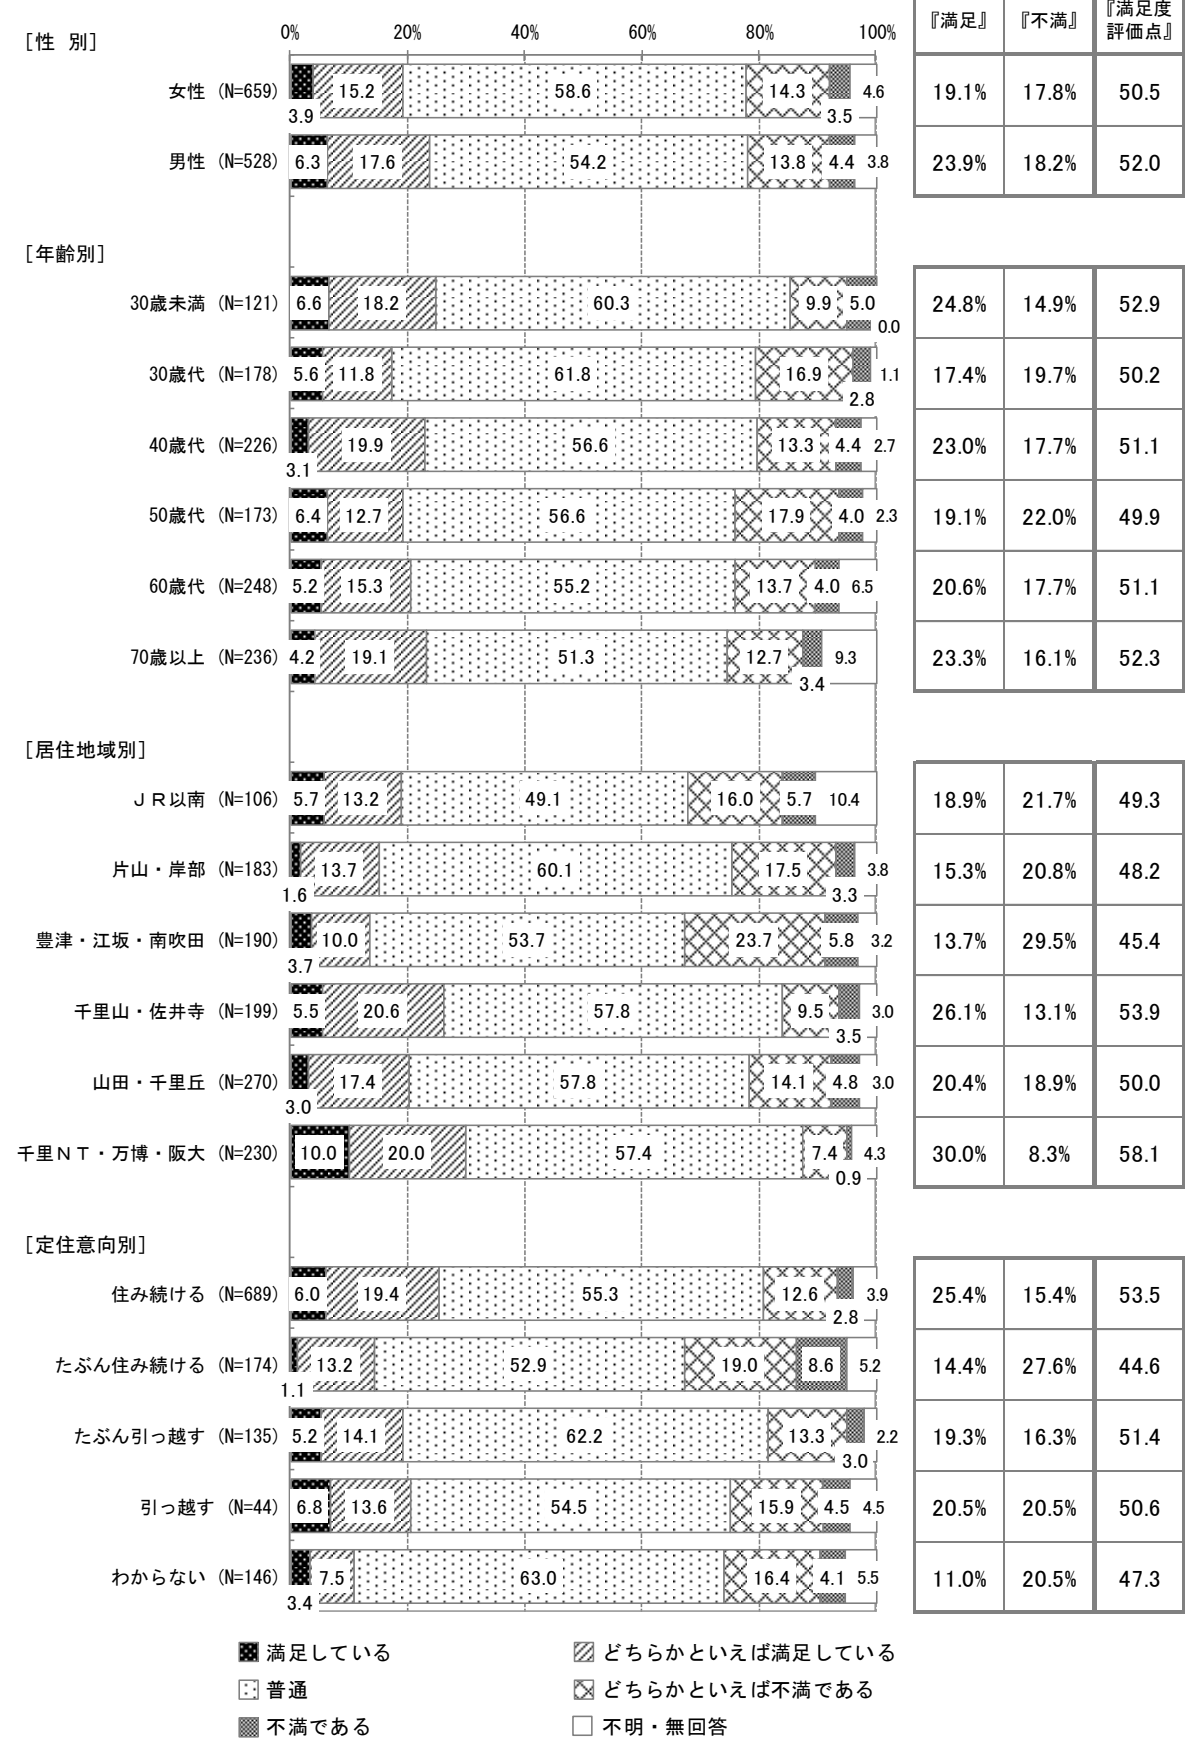 『満足』 『不満』 『満足度評価点』
［性 別］ 0% 20% 40% 60% 80% 100%
女性 (N=659) 3.9 15.2 58.6 14.3 3.5 4.6 19.1% 17.8% 50.5
男性 (N=528) 6.3 17.6 54.2 13.8 4.4 3.8 23.9% 18.2% 52.0
［年齢別］
30歳未満 (N=121) 6.6 18.2 60.3 9.9 5.0 0.0 24.8% 14.9% 52.9
30歳代 (N=178) 5.6 11.8 61.8 16.9 2.8 1.1 17.4% 19.7% 50.2
40歳代 (N=226) 3.1 19.9 56.6 13.3 4.4 2.7 23.0% 17.7% 51.1
50歳代 (N=173) 6.4 12.7 56.6 17.9 4.0 2.3 19.1% 22.0% 49.9
60歳代 (N=248) 5.2 15.3 55.2 13.7 4.0 6.5 20.6% 17.7% 51.1
70歳以上 (N=236) 4.2 19.1 51.3 12.7 3.4 9.3 23.3% 16.1% 52.3
［居住地域別］
ＪＲ以南 (N=106) 5.7 13.2 49.1 16.0 5.7 10.4 18.9% 21.7% 49.3
片山・岸部 (N=183) 1.6 13.7 60.1 17.5 3.3 3.8 15.3% 20.8% 48.2
豊津・江坂・南吹田 (N=190) 3.7 10.0 53.7 23.7 5.8 3.2 13.7% 29.5% 45.4
千里山・佐井寺 (N=199) 5.5 20.6 57.8 9.5 3.5 3.0 26.1% 13.1% 53.9
山田・千里丘 (N=270) 3.0 17.4 57.8 14.1 4.8 3.0 20.4% 18.9% 50.0
千里ＮＴ・万博・阪大 (N=230) 10.0 20.0 57.4 7.4 0.9 4.3 30.0% 8.3% 58.1
［定住意向別］
住み続ける (N=689) 6.0 19.4 55.3 12.6 2.8 3.9 25.4% 15.4% 53.5
たぶん住み続ける (N=174) 1.1 13.2 52.9 19.0 8.6 5.2 14.4% 27.6% 44.6
たぶん引っ越す (N=135) 5.2 14.1 62.2 13.3 3.0 2.2 19.3% 16.3% 51.4
引っ越す (N=44) 6.8 13.6 54.5 15.9 4.5 4.5 20.5% 20.5% 50.6
わからない (N=146) 3.4 7.5 63.0 16.4 4.1 5.5 11.0% 20.5% 47.3
満足している どちらかといえば満足している
普通 どちらかといえば不満である
不満である 不明・無回答